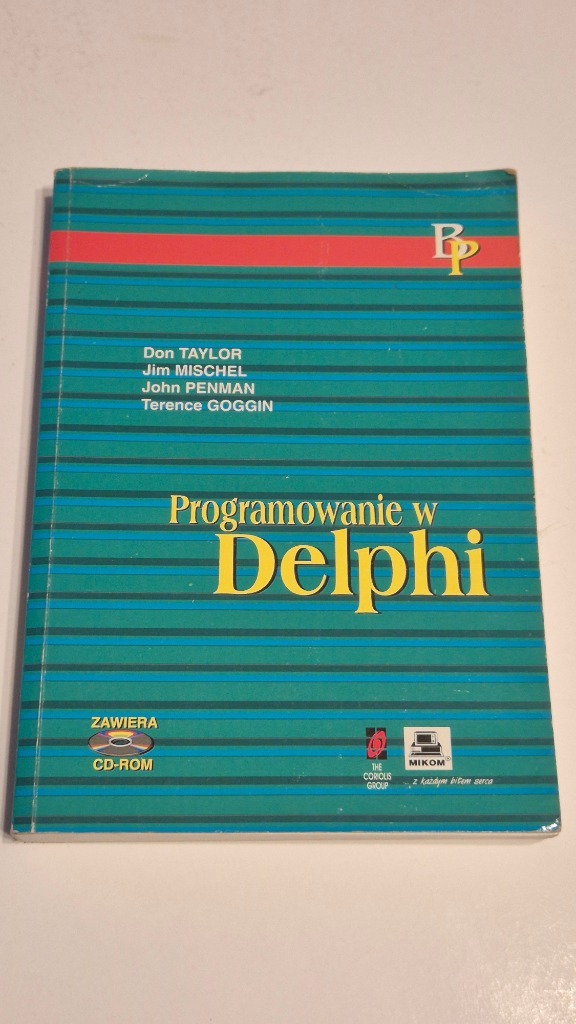 BP
Don TAYLOR
Jim MISCHEL
John PENMAN
Terence GOGGIN
Programowanie w
Delphi
ZAWIERA
CD-ROM
THE
CORIOLIS
GROUP
MIKOM®
z każdym bitem serca